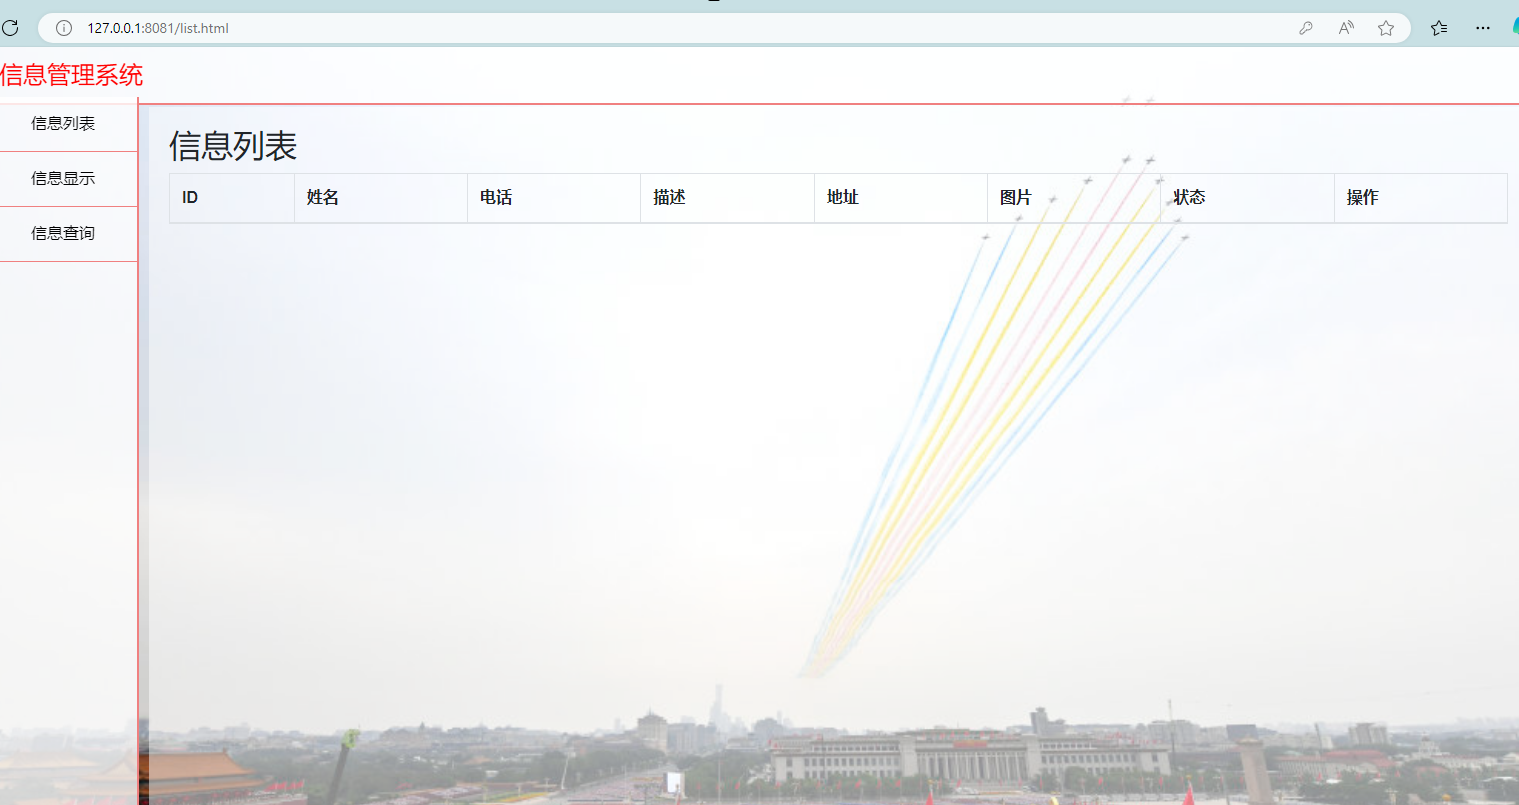 127.0.0.1:8081/list.html
信息管理系统
信息列表
信息显示
信息查询
信息列表
ID 姓名 电话 描述 地址 图片 状态 操作